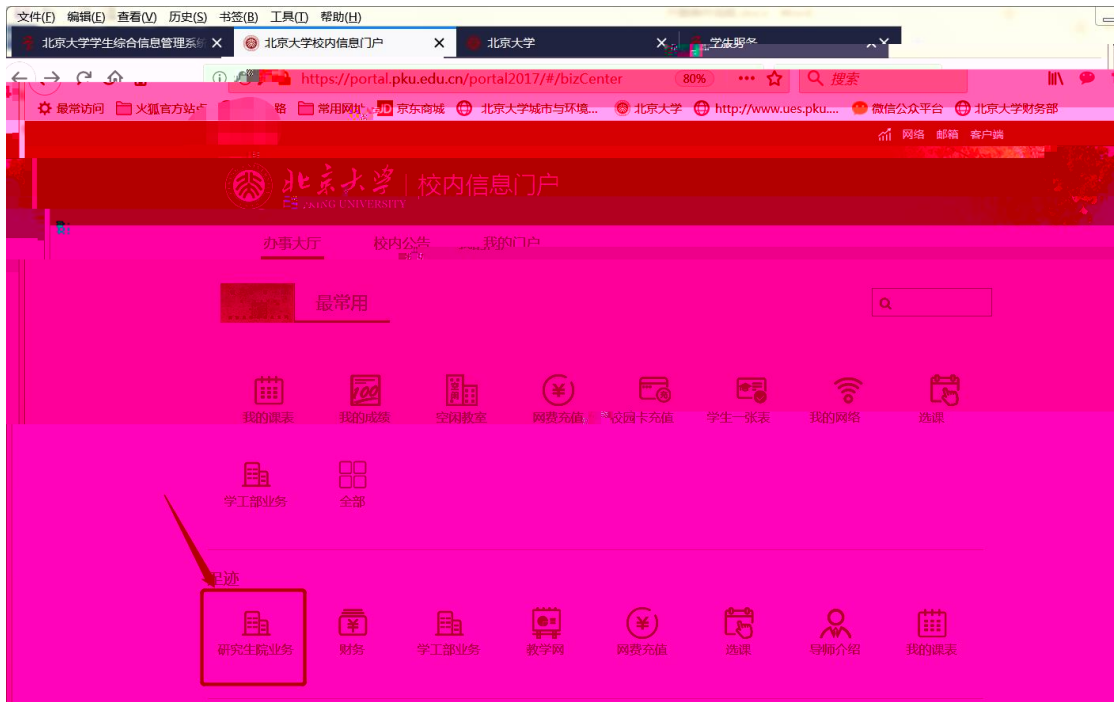 文件(F) 编辑(E) 查看(V) 历史(S) 书签(B) 工具(T) 帮助(H)
北京大学学生综合信息管理系统 北京大学校内信息门户 北京大学
https://portal.pku.edu.cn/portal2017/#/bizCenter 80% 搜索
最常访问 火狐官方站点 常用网址 JD 京东商城 北京大学城市与环境... 北京大学 http://www.ues.pku.... 微信公众平台 北京大学财务部
网络 邮箱 客户端
北京大学 校内信息门户
PEKING UNIVERSITY
办事大厅 校内公告 我的门户
最常用
我的课表 我的成绩 空闲教室 网费充值 校园卡充值 学生一张表 我的网络 选课
学工部业务 全部
足迹
研究生院业务 财务 学工部业务 教学网 网费充值 选课 导师介绍 我的课表